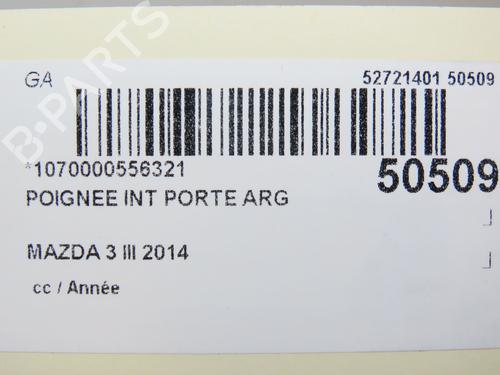 GA 52721401 50509
*1070000556321 50509
POIGNEE INT PORTE ARG
MAZDA 3 III 2014
cc / Année
B-PARTS